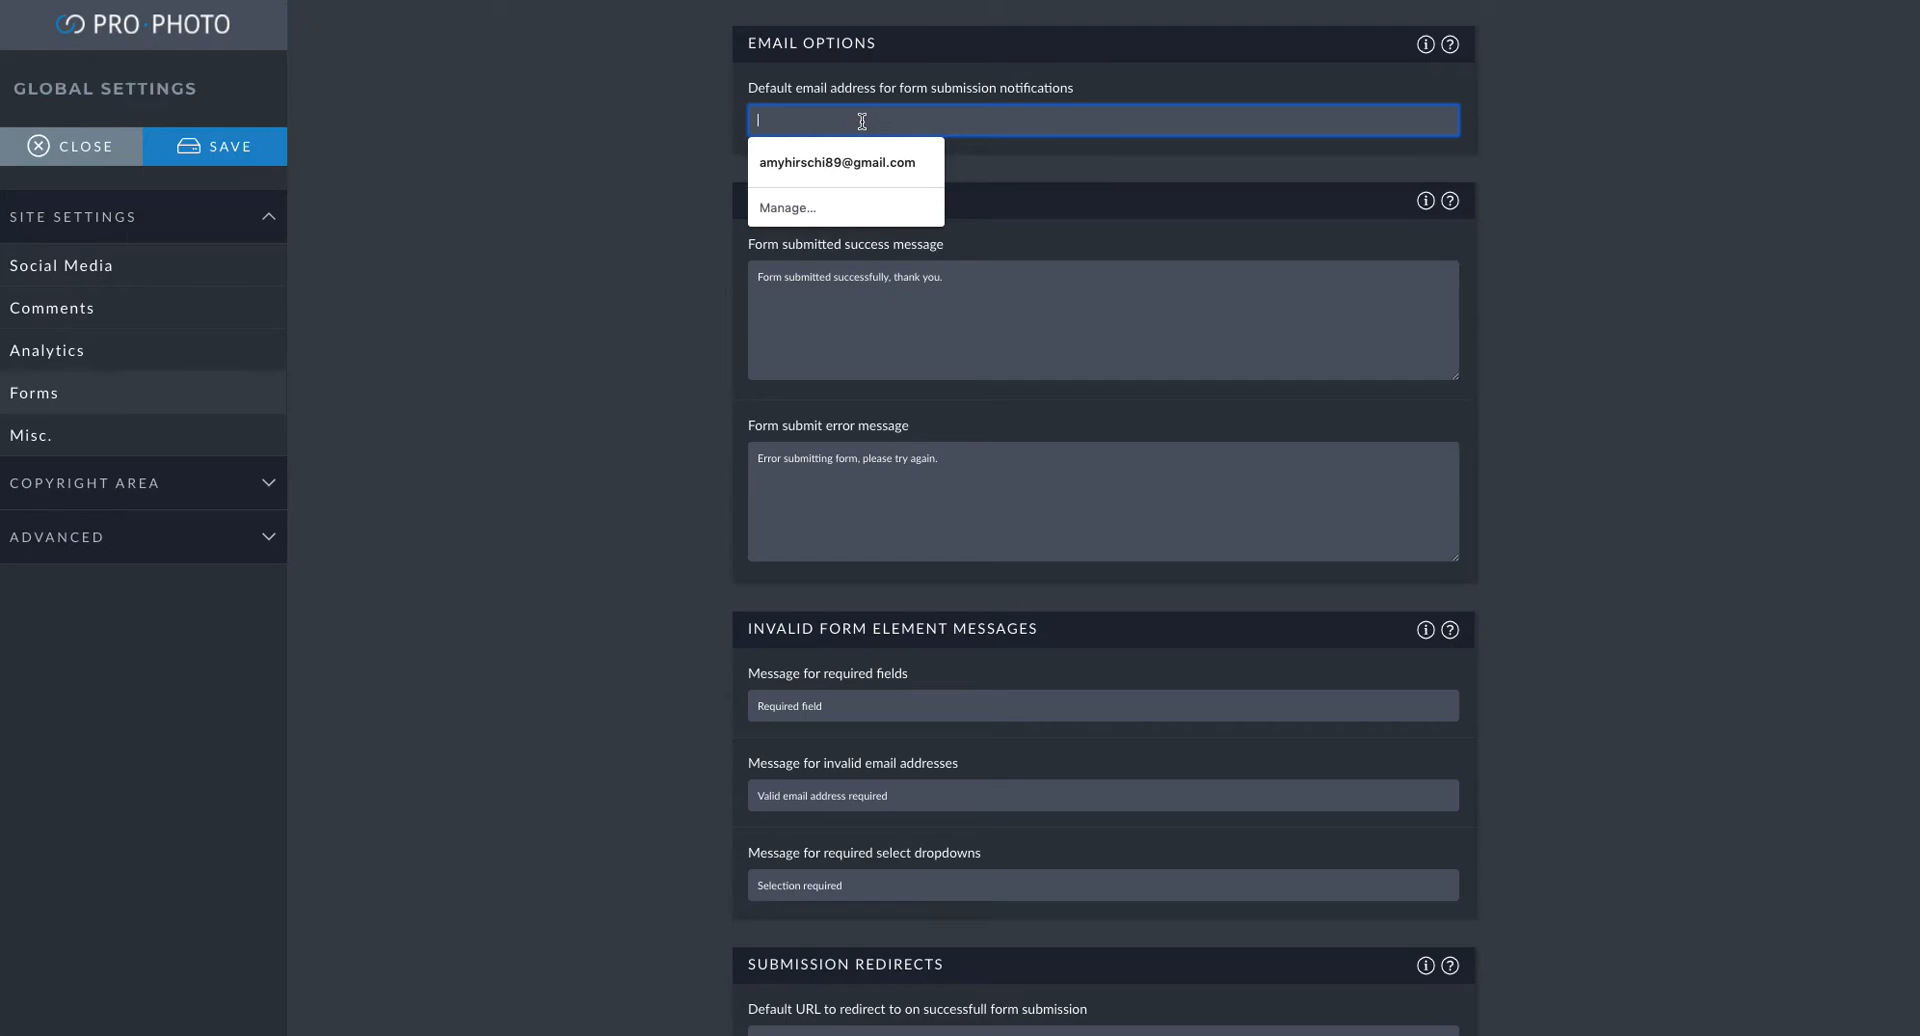 PRO·PHOTO
GLOBAL SETTINGS
CLOSE
SAVE
SITE SETTINGS
Social Media
Comments
Analytics
Forms
Misc.
COPYRIGHT AREA
ADVANCED
EMAIL OPTIONS
Default email address for form submission notifications
amyhirschi89@gmail.com
Manage...
Form submitted success message
Form submitted successfully, thank you.
Form submit error message
Error submitting form, please try again.
INVALID FORM ELEMENT MESSAGES
Message for required fields
Required field
Message for invalid email addresses
Valid email address required
Message for required select dropdowns
Selection required
SUBMISSION REDIRECTS
Default URL to redirect to on successfull form submission